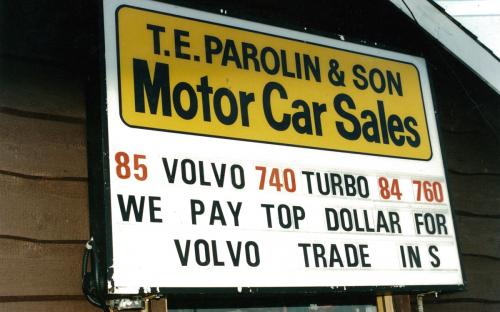 T.E. PAROLIN & SON
Motor Car Sales
85 VOLVO 740 TURBO 84 760
WE PAY TOP DOLLAR FOR
VOLVO TRADE IN S